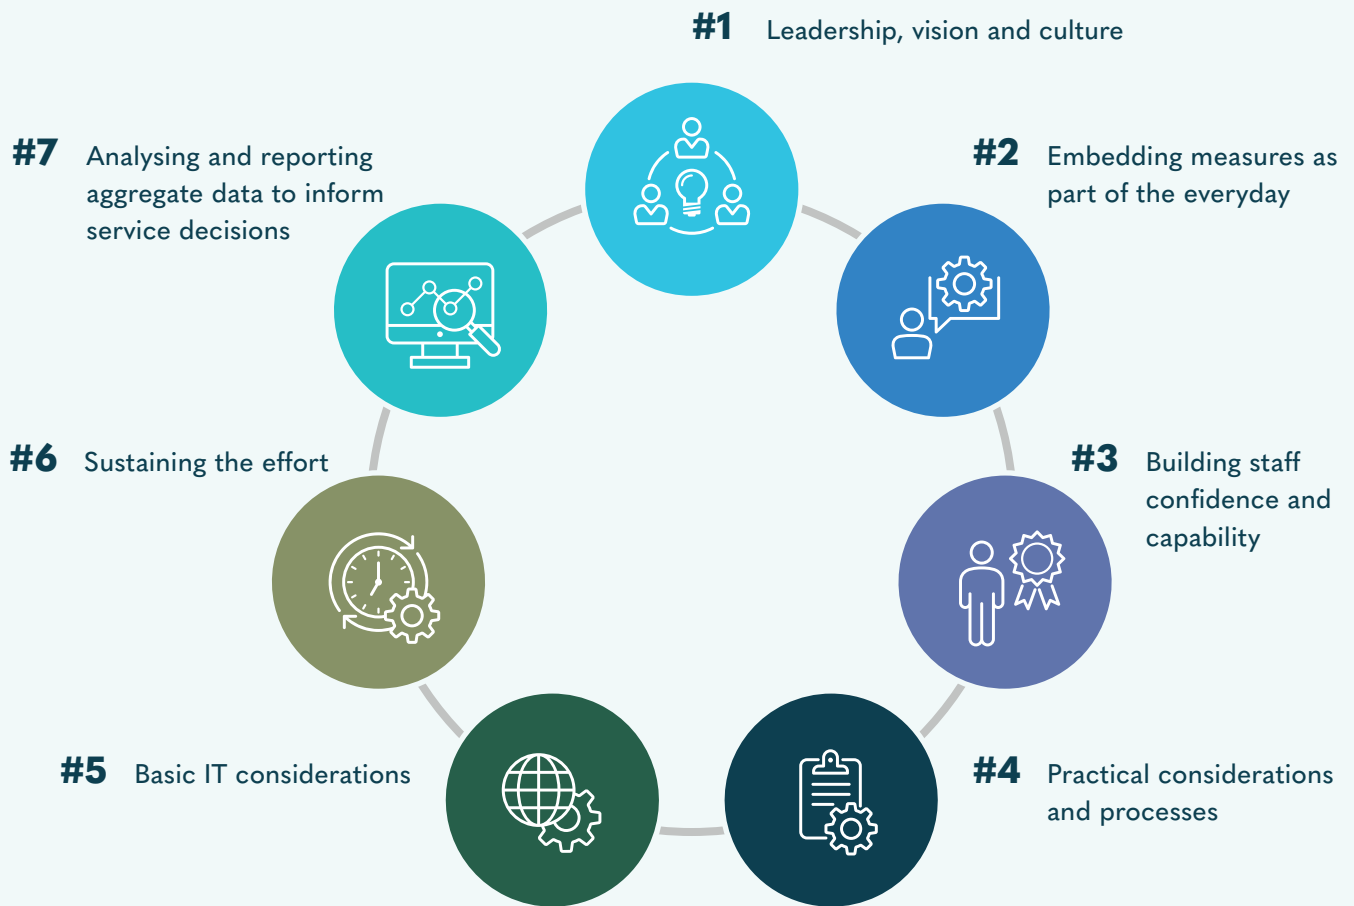 #1 Leadership, vision and culture
#2 Embedding measures as
part of the everyday
#3 Building staff
confidence and
capability
#4 Practical considerations
and processes
#5 Basic IT considerations
#6 Sustaining the effort
#7 Analysing and reporting
aggregate data to inform
service decisions